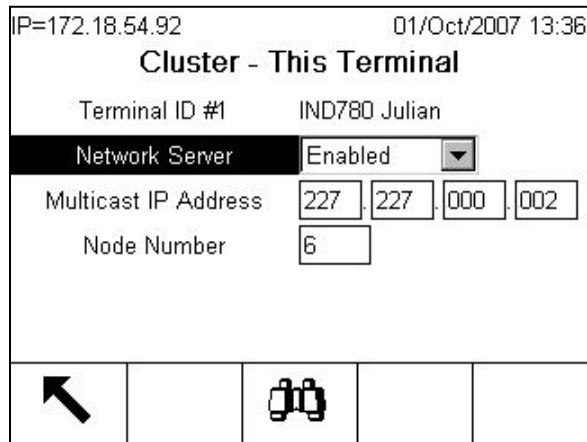 IP=172.18.54.92 01/Oct/2007 13:36
Cluster - This Terminal
Terminal ID #1 IND780 Julian
Network Server Enabled
Multicast IP Address 227.227.000.002
Node Number 6